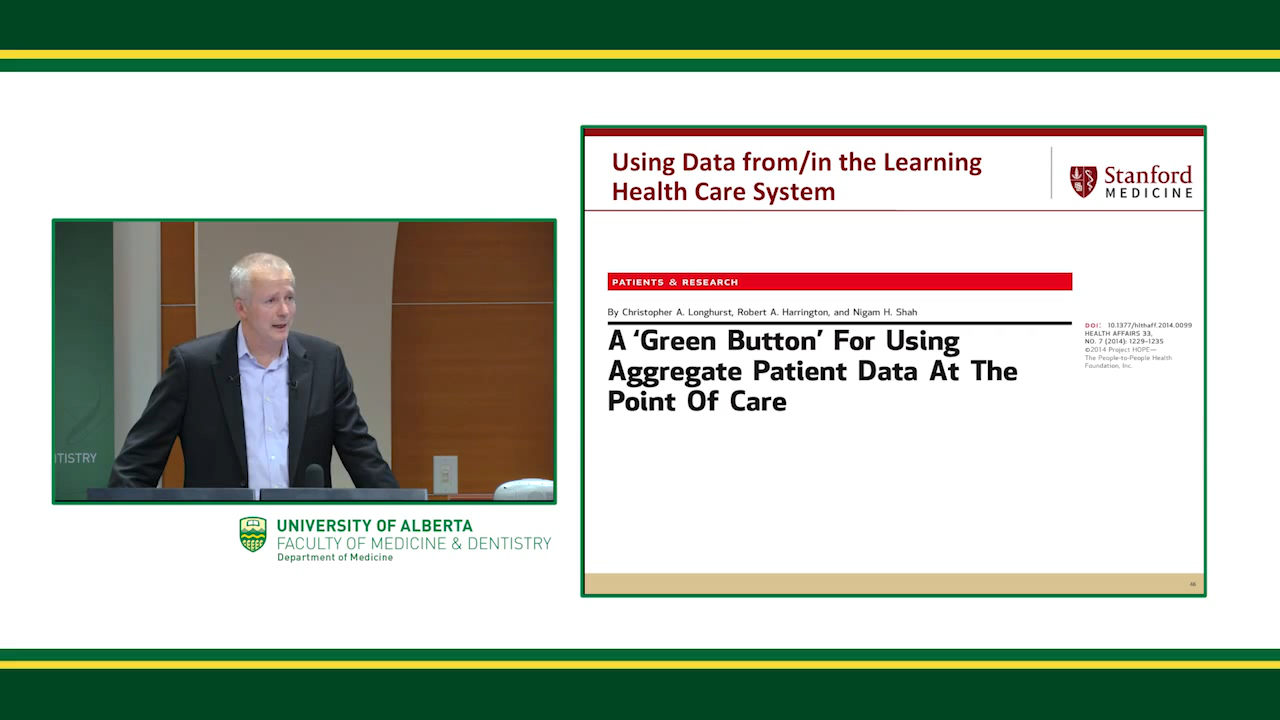 TISTRY
UNIVERSITY OF ALBERTA
FACULTY OF MEDICINE & DENTISTRY
Department of Medicine
Using Data from/in the Learning
Health Care System
Stanford
MEDICINE
PATIENTS & RESEARCH
By Christopher A. Longhurst, Robert A. Harrington, and Nigam H. Shah
A ‘Green Button’ For Using
Aggregate Patient Data At The
Point Of Care
DOI: 10.1377/hlthaff.2014.0099
HEALTH AFFAIRS 33,
NO. 7 (2014): 1229–1235
©2014 Project HOPE—
The People-to-People Health
Foundation, Inc.
46